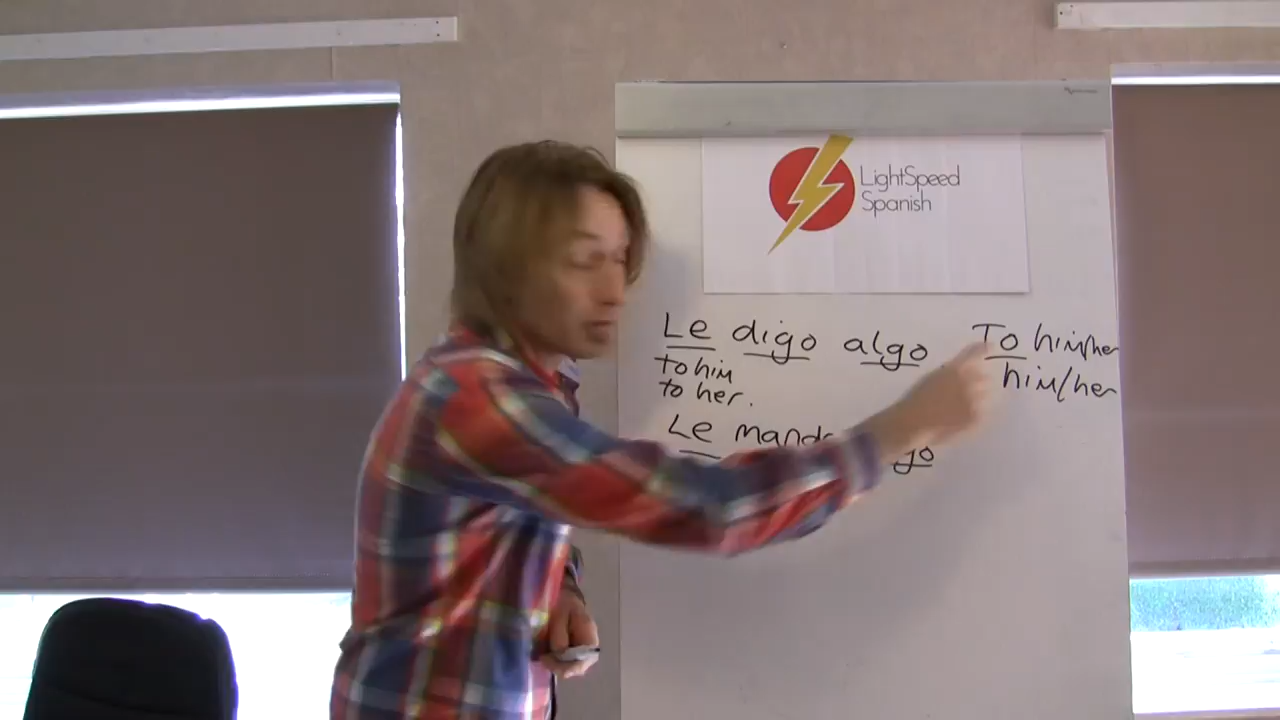 LightSpeed
Spanish
Le digo algo To him/her
to him him/her
to her.
Le